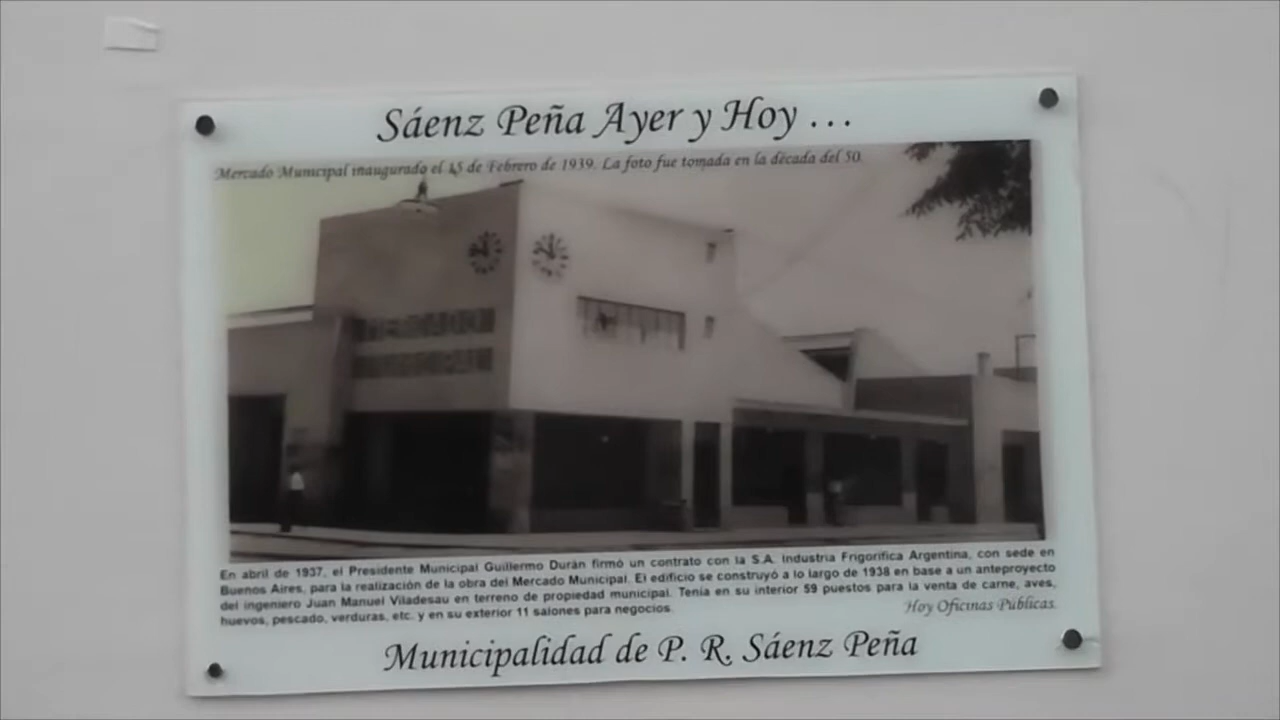 Sáenz Peña Ayer y Hoy ...
Mercado Municipal inaugurado el 15 de Febrero de 1939. La foto fue tomada en la década del 50.
En abril de 1937, el Presidente Municipal Guillermo Durán firmó un contrato con la S.A. Industria Frigorífica Argentina, con sede en
Buenos Aires, para la realización de la obra del Mercado Municipal. El edificio se construyó a lo largo de 1938 en base a un anteproyecto
del ingeniero Juan Manuel Viladesau en terreno de propiedad municipal. Tenía en su interior 59 puestos para la venta de carne, aves,
huevos, pescado, verduras, etc. y en su exterior 11 salones para negocios.
Hoy Oficinas Públicas.
Municipalidad de P. R. Sáenz Peña